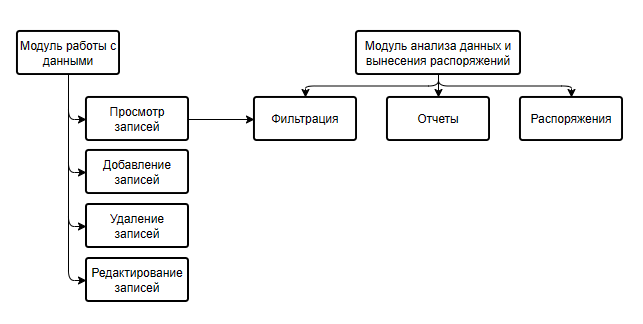 Модуль работы с
данными
Модуль анализа данных и
вынесения распоряжений
Просмотр
записей
Фильтрация
Отчеты
Распоряжения
Добавление
записей
Удаление
записей
Редактирование
записей